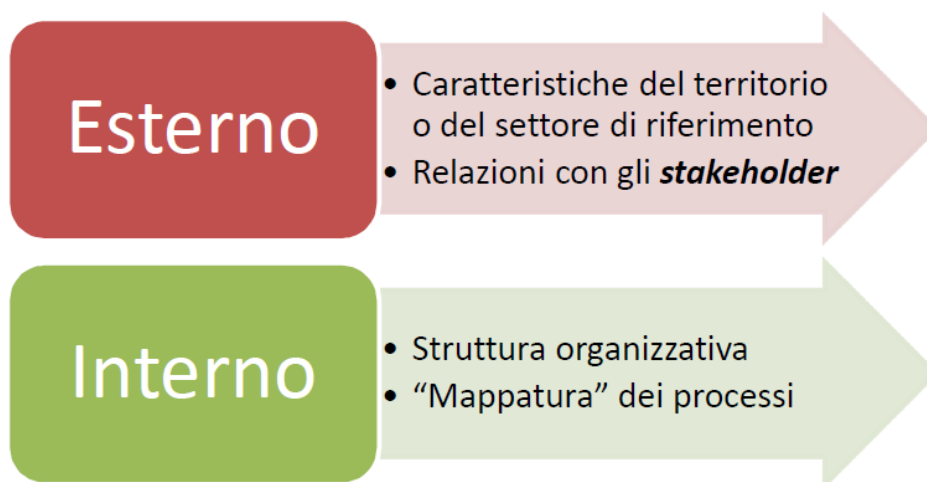 Esterno
• Caratteristiche del territorio
o del settore di riferimento
• Relazioni con gli stakeholder
Interno
• Struttura organizzativa
• “Mappatura” dei processi